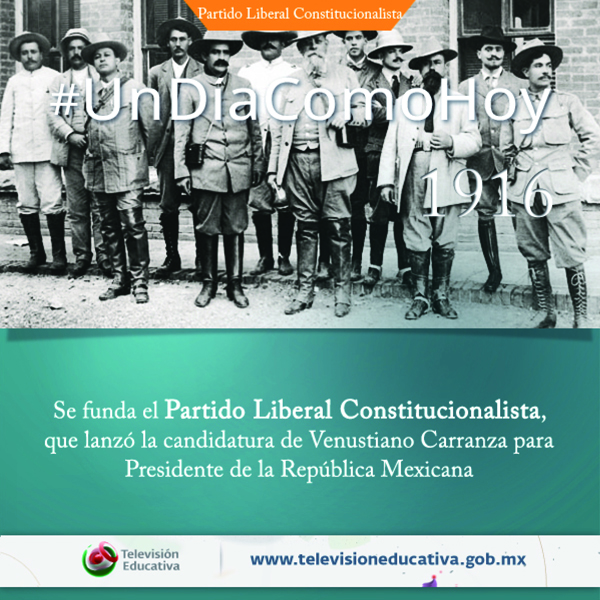 Partido Liberal Constitucionalista
#UnDíaComoHoy
1916
Se funda el Partido Liberal Constitucionalista,
que lanzó la candidatura de Venustiano Carranza para
Presidente de la República Mexicana
Televisión
Educativa
www.televisioneducativa.gob.mx